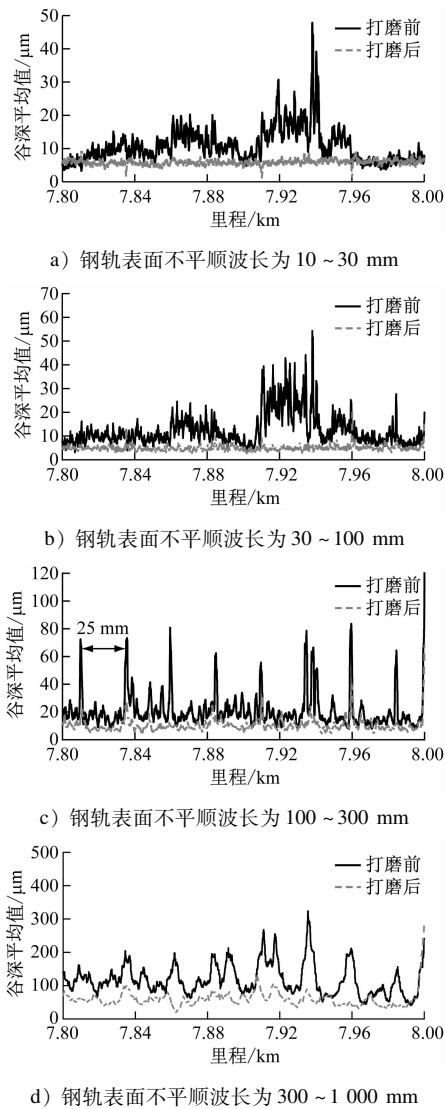 50
40
30
20
10
0
谷深平均值/μm
打磨前
打磨后
7.80 7.84 7.88 7.92 7.96 8.00
里程/km
a）钢轨表面不平顺波长为 10 ~ 30 mm
70
60
50
40
30
20
10
0
谷深平均值/μm
打磨前
打磨后
7.80 7.84 7.88 7.92 7.96 8.00
里程/km
b）钢轨表面不平顺波长为 30 ~ 100 mm
120
100
80
60
40
20
0
谷深平均值/μm
打磨前
打磨后
25 mm
7.80 7.84 7.88 7.92 7.96 8.00
里程/km
c）钢轨表面不平顺波长为 100 ~ 300 mm
500
400
300
200
100
0
谷深平均值/μm
打磨前
打磨后
7.80 7.84 7.88 7.92 7.96 8.00
里程/km
d）钢轨表面不平顺波长为 300 ~ 1 000 mm